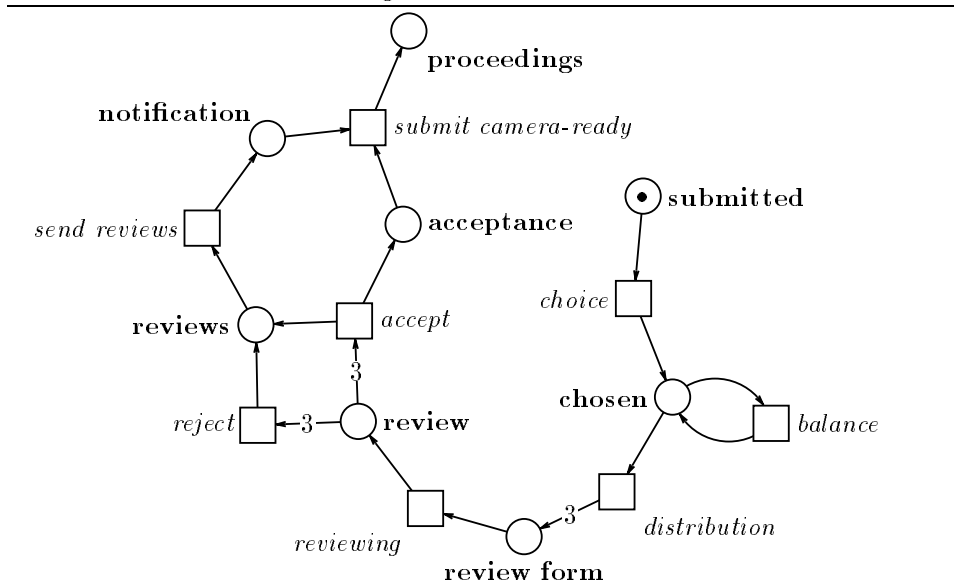 proceedings
notification
submit camera-ready
submitted
send reviews
acceptance
choice
reviews
accept
3
chosen
reject
3
review
balance
distribution
3
reviewing
review form